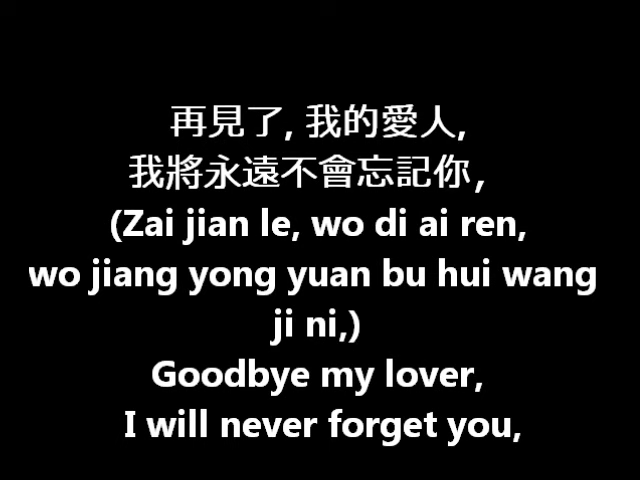 再見了, 我的愛人,
我將永遠不會忘記你，
(Zai jian le, wo di ai ren,
wo jiang yong yuan bu hui wang
ji ni,)
Goodbye my lover,
I will never forget you,